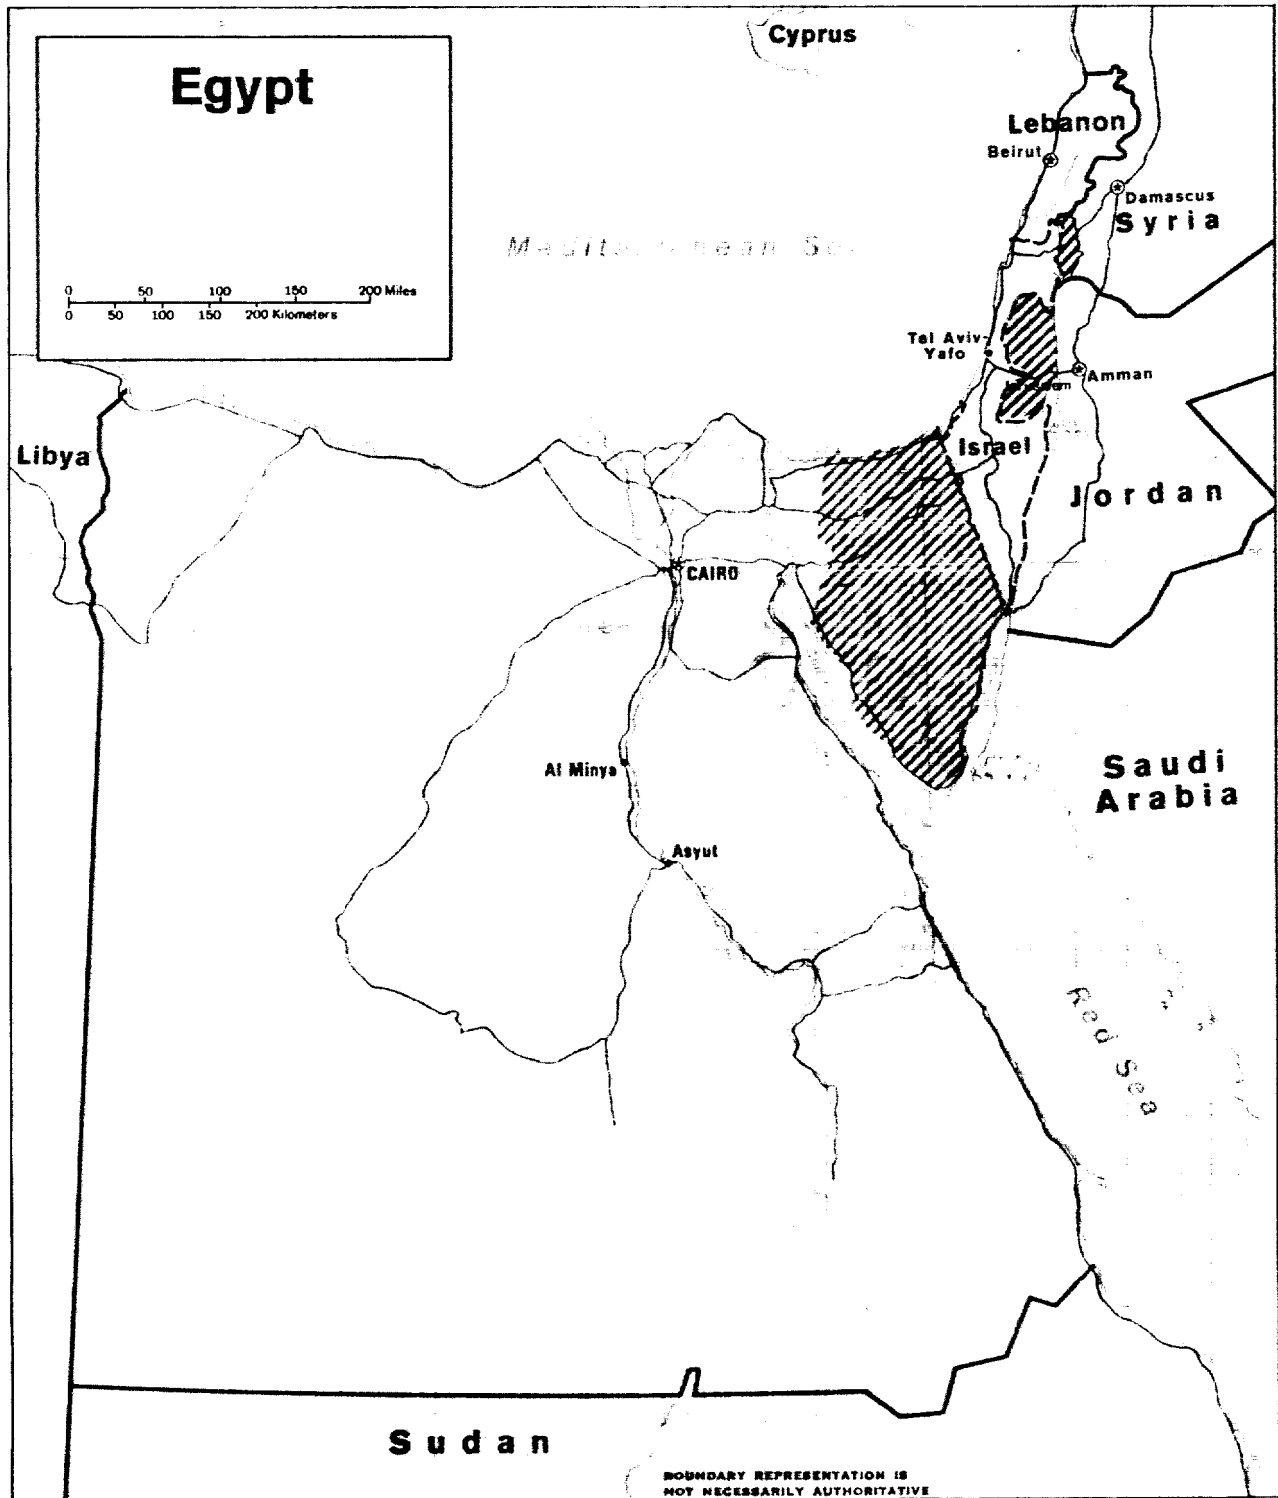 Cyprus
Egypt
Lebanon
Beirut
Damascus
Syria
0 50 100 150 200 Miles
0 50 100 150 200 Kilometers
Tel Aviv-
Yafo
Amman
Libya
Israel
Jordan
CAIRO
Al Minya
Saudi
Arabia
Asyut
Red Sea
Sudan
BOUNDARY REPRESENTATION IS
NOT NECESSARILY AUTHORITATIVE